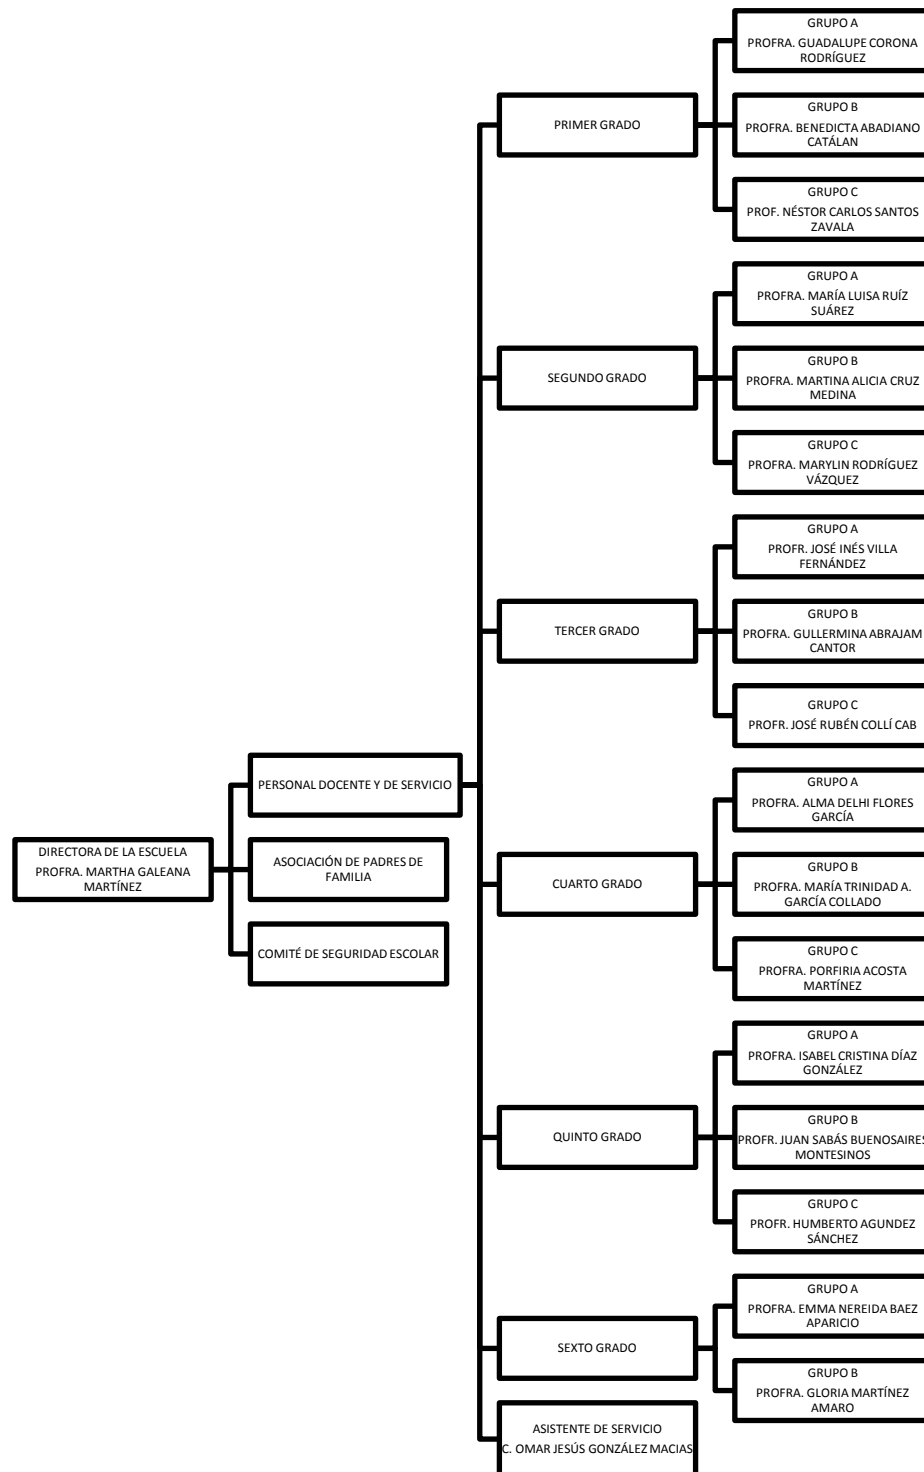 DIRECTORA DE LA ESCUELA
PROFRA. MARTHA GALEANA
MARTÍNEZ
PERSONAL DOCENTE Y DE SERVICIO
ASOCIACIÓN DE PADRES DE
FAMILIA
COMITÉ DE SEGURIDAD ESCOLAR
PRIMER GRADO
GRUPO A
PROFRA. GUADALUPE CORONA
RODRÍGUEZ
GRUPO B
PROFRA. BENEDICTA ABADIANO
CATÁLAN
GRUPO C
PROF. NÉSTOR CARLOS SANTOS
ZAVALA
SEGUNDO GRADO
GRUPO A
PROFRA. MARÍA LUISA RUÍZ
SUÁREZ
GRUPO B
PROFRA. MARTINA ALICIA CRUZ
MEDINA
GRUPO C
PROFRA. MARYLIN RODRÍGUEZ
VÁZQUEZ
TERCER GRADO
GRUPO A
PROFR. JOSÉ INÉS VILLA
FERNÁNDEZ
GRUPO B
PROFRA. GULLERMINA ABRAJAM
CANTOR
GRUPO C
PROFR. JOSÉ RUBÉN COLLÍ CAB
CUARTO GRADO
GRUPO A
PROFRA. ALMA DELHI FLORES
GARCÍA
GRUPO B
PROFRA. MARÍA TRINIDAD A.
GARCÍA COLLADO
GRUPO C
PROFRA. PORFIRIA ACOSTA
MARTÍNEZ
QUINTO GRADO
GRUPO A
PROFRA. ISABEL CRISTINA DÍAZ
GONZÁLEZ
GRUPO B
PROFR. JUAN SABÁS BUENOSAIRES
MONTESINOS
GRUPO C
PROFR. HUMBERTO AGUNDEZ
SÁNCHEZ
SEXTO GRADO
GRUPO A
PROFRA. EMMA NEREIDA BAEZ
APARICIO
GRUPO B
PROFRA. GLORIA MARTÍNEZ
AMARO
ASISTENTE DE SERVICIO
C. OMAR JESÚS GONZÁLEZ MACIAS